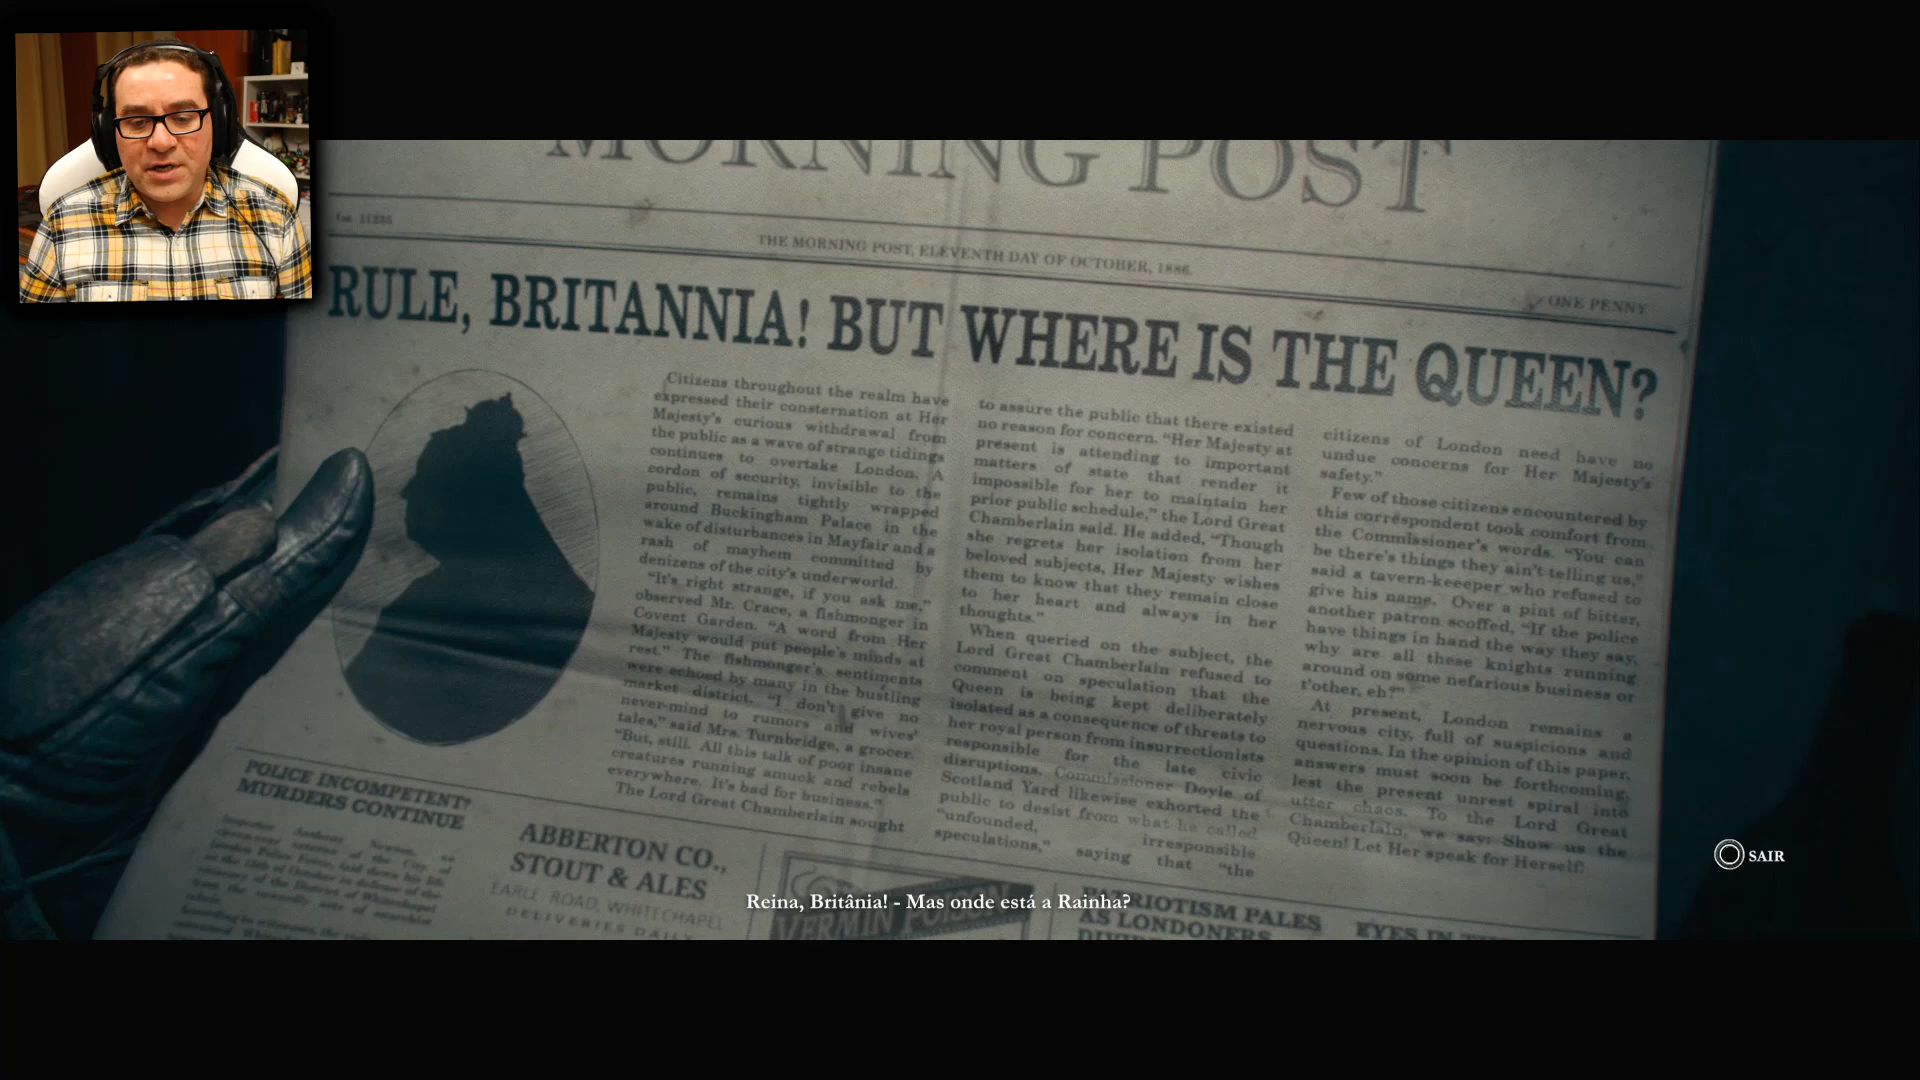 MORNING POST
THE MORNING POST, ELEVENTH DAY OF OCTOBER, 1886.
ONE PENNY
RULE, BRITANNIA! BUT WHERE IS THE QUEEN?
Citizens throughout the realm have
expressed their consternation at Her
Majesty's curious withdrawal from
the public as a wave of strange tidings
continues to overtake London. A
cordon of security, invisible to the
public, remains tightly wrapped
around Buckingham Palace in the
wake of disturbances in Mayfair and a
rash of mayhem committed by
denizens of the city's underworld.
"It's right strange, if you ask me,"
observed Mr. Crace, a fishmonger in
Covent Garden. "A word from Her
Majesty would put people's minds at
rest." The fishmonger's sentiments
were echoed by many in the bustling
market district. "I don't give no
never-mind to rumors and wives'
tales," said Mrs. Turnbridge, a grocer.
"But, still. All this talk of poor insane
creatures running amuck and rebels
everywhere. It's bad for business."
The Lord Great Chamberlain sought
to assure the public that there existed
no reason for concern. "Her Majesty at
present is attending to important
matters of state that render it
impossible for her to maintain her
prior public schedule," the Lord Great
Chamberlain said. He added, "Though
she regrets her isolation from her
beloved subjects, Her Majesty wishes
them to know that they remain close
to her heart and always in her
thoughts."
When queried on the subject, the
Lord Great Chamberlain refused to
comment on speculation that the
Queen is being kept deliberately
isolated as a consequence of threats to
her royal person from insurrectionists
responsible for the late civic
disruptions. Commissioner Doyle of
Scotland Yard likewise exhorted the
public to desist from what he called
"unfounded, irresponsible
speculations," saying that "the
citizens of London need have no
undue concerns for Her Majesty's
safety."
Few of those citizens encountered by
this correspondent took comfort from
the Commissioner's words. "You can
be there's things they ain't telling us,"
said a tavern-keeeper who refused to
give his name. Over a pint of bitter,
another patron scoffed, "If the police
have things in hand the way they say,
why are all these knights running
around on some nefarious business or
t'other, eh?"
At present, London remains a
nervous city, full of suspicions and
questions. In the opinion of this paper,
answers must soon be forthcoming,
lest the present unrest spiral into
utter chaos. To the Lord Great
Chamberlain, we say: Show us the
Queen! Let Her speak for Herself!
POLICE INCOMPETENT?
MURDERS CONTINUE
ABBERTON CO.,
STOUT & ALES
EARLE ROAD, WHITECHAPEL
DELIVERIES DAILY
VERMIN POISON
PATRIOTISM PALES
AS LONDONERS
EYES IN
Reina, Britânia! - Mas onde está a Rainha?
SAIR